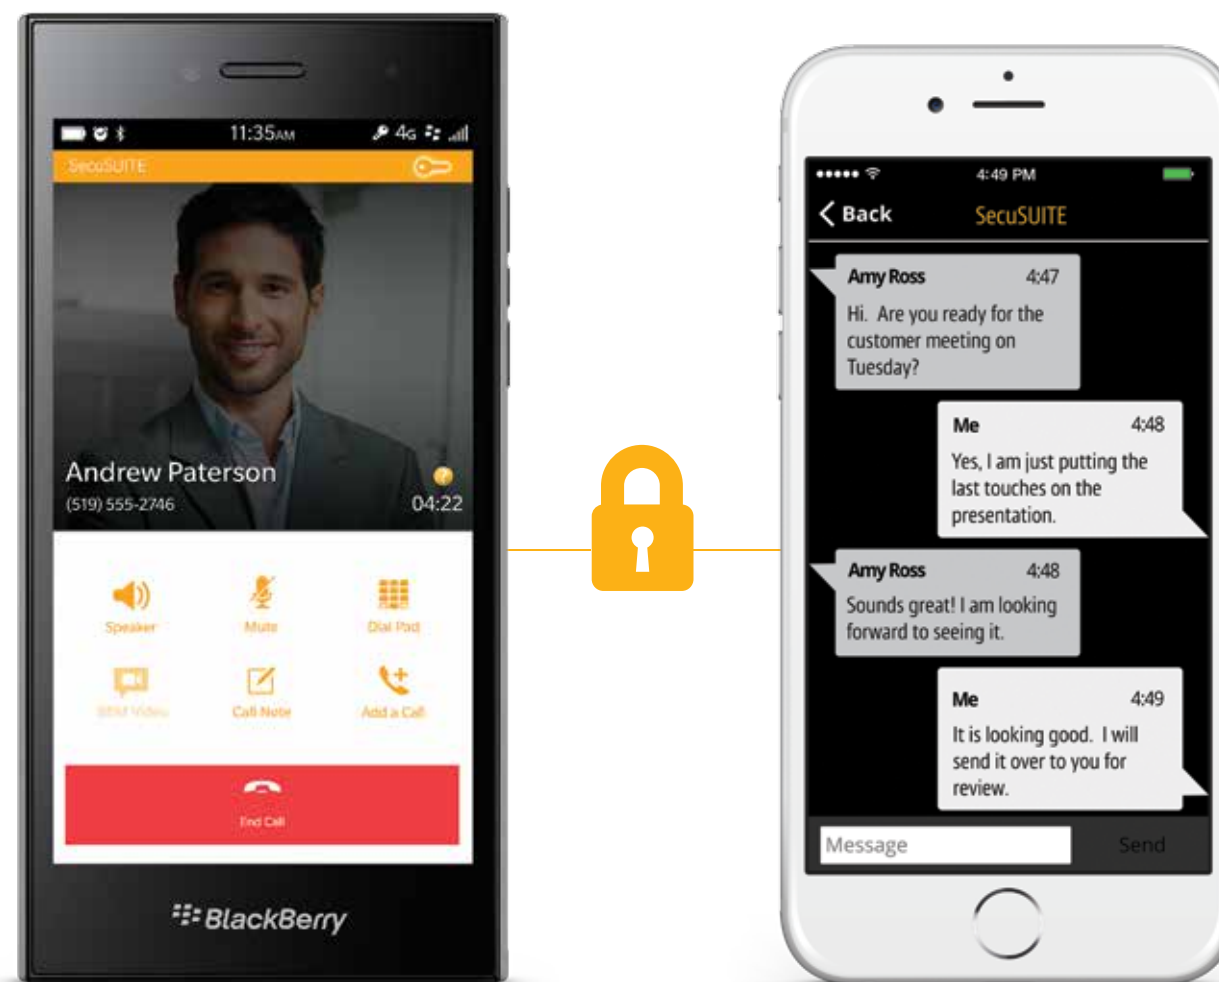 11:35AM
4G
SecuSUITE
Andrew Paterson
(519) 555-2746
04:22
Speaker
Mute
Dial Pad
BBM Video
Call Note
Add a Call
End Call
BlackBerry
4:49 PM
Back
SecuSUITE
Amy Ross
4:47
Hi. Are you ready for the
customer meeting on
Tuesday?
Me
4:48
Yes, I am just putting the
last touches on the
presentation.
Amy Ross
4:48
Sounds great! I am looking
forward to seeing it.
Me
4:49
It is looking good. I will
send it over to you for
review.
Message
Send